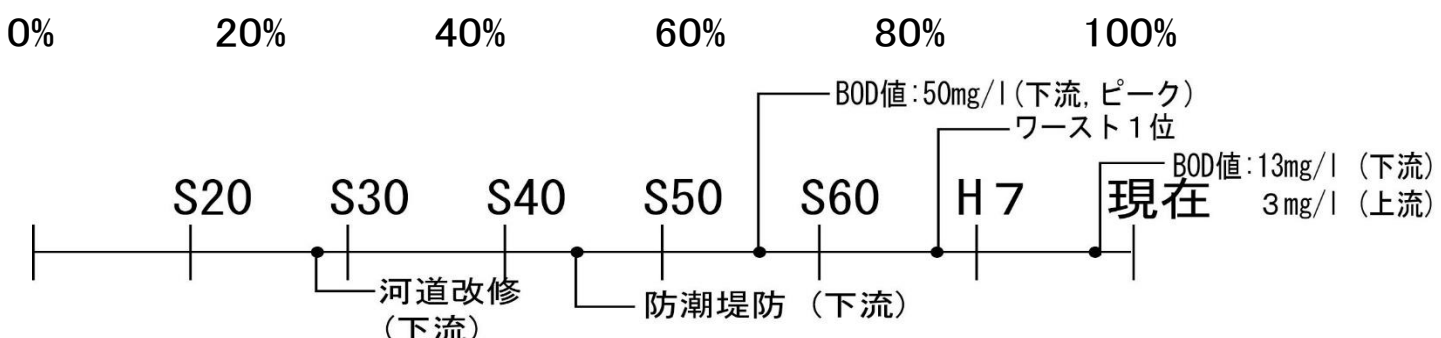 0% 20% 40% 60% 80% 100%
BOD値:50mg/l(下流,ピーク)
ワースト1位
BOD値:13mg/l (下流)
S20 S30 S40 S50 S60 H7 現在 3mg/l (上流)
河道改修 防潮堤防 (下流)
(下流)